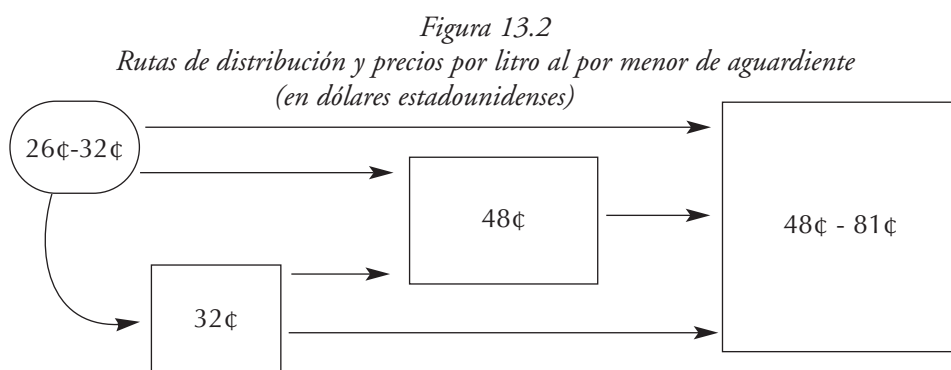 Figura 13.2
Rutas de distribución y precios por litro al por menor de aguardiente
(en dólares estadounidenses)
26¢-32¢
48¢
48¢ - 81¢
32¢